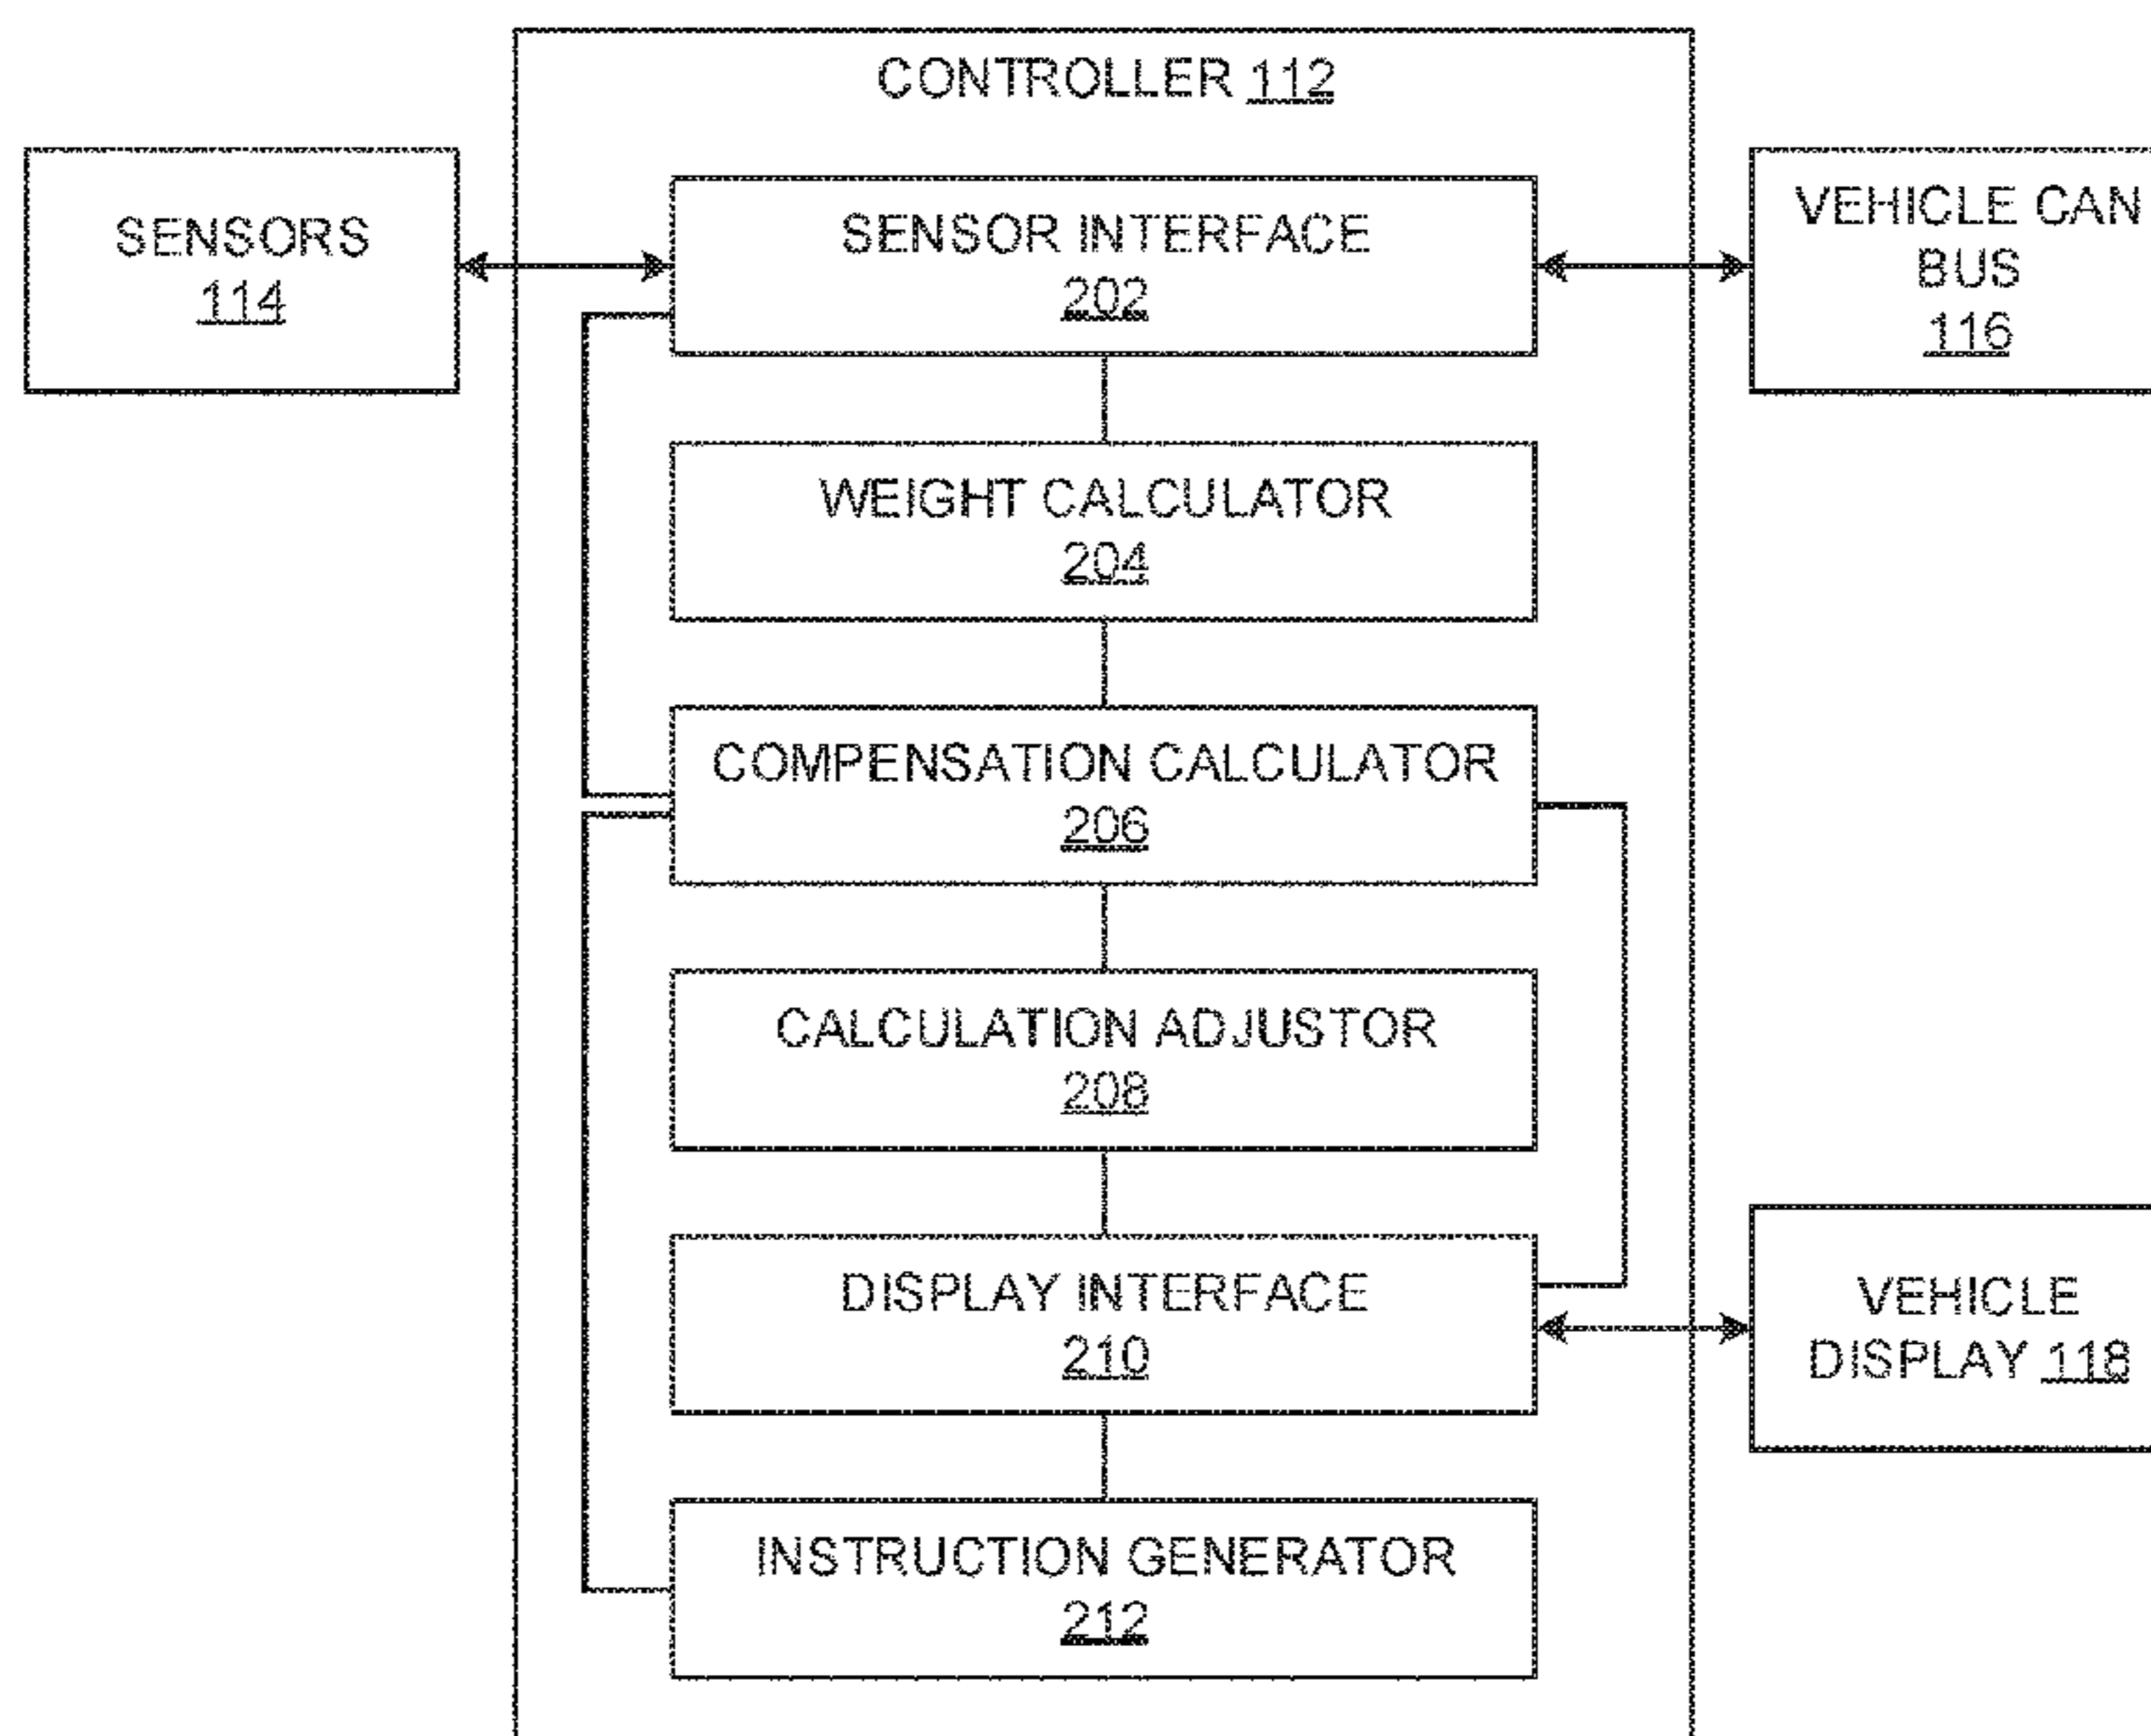 CONTROLLER 112
SENSORS
114
SENSOR INTERFACE
202
VEHICLE CAN
BUS
116
WEIGHT CALCULATOR
204
COMPENSATION CALCULATOR
206
CALCULATION ADJUSTOR
208
DISPLAY INTERFACE
210
VEHICLE
DISPLAY 118
INSTRUCTION GENERATOR
212